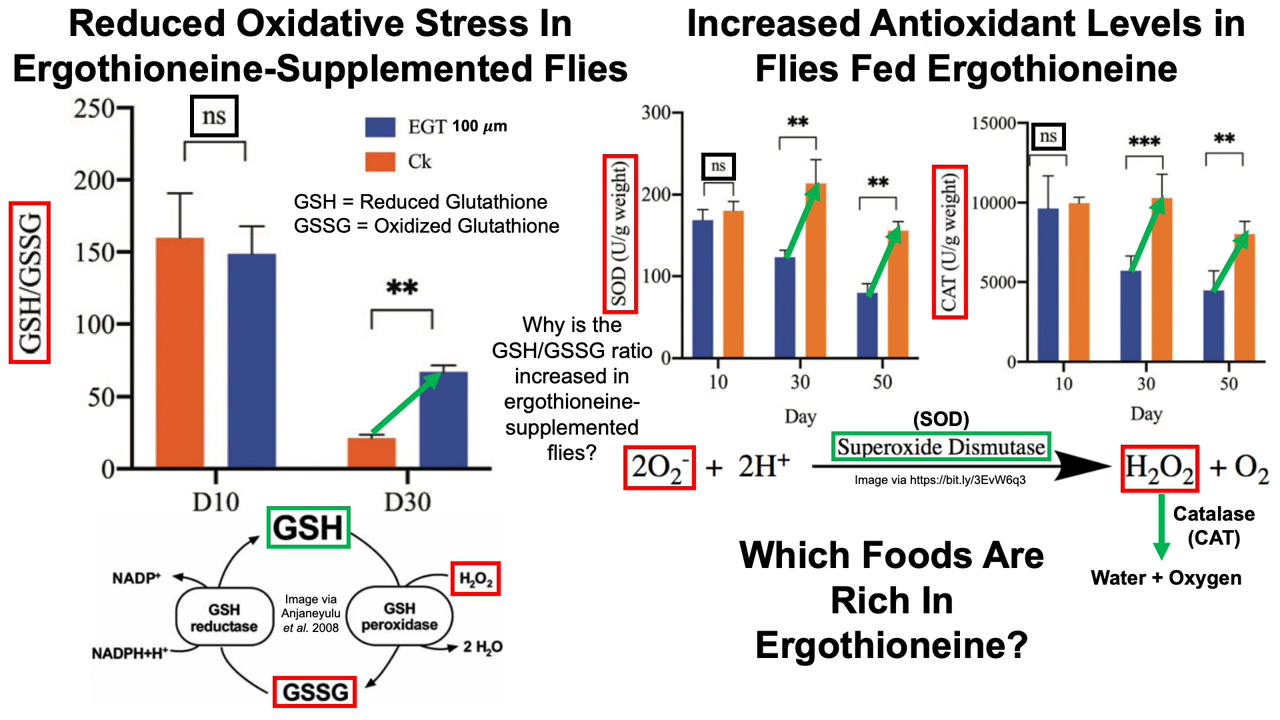 Reduced Oxidative Stress In
Ergothioneine-Supplemented Flies
250
200
150
100
50
0
GSH/GSSG
ns
**
EGT 100 μm
Ck
GSH = Reduced Glutathione
GSSG = Oxidized Glutathione
D10
D30
Why is the
GSH/GSSG ratio
increased in
ergothioneine-
supplemented
flies?
GSH
NADP+
H2O2
GSH
reductase
Image via
Anjaneyulu
et al. 2008
GSH
peroxidase
NADPH+H+
2 H2O
GSSG
Increased Antioxidant Levels in
Flies Fed Ergothioneine
300
200
100
0
SOD (U/g weight)
ns
**
**
10
30
50
Day
15000
10000
5000
0
CAT (U/g weight)
ns
***
**
10
30
50
Day
(SOD)
2O2- + 2H+ Superoxide Dismutase H2O2 + O2
Image via https://bit.ly/3EvW6q3
Catalase
(CAT)
Water + Oxygen
Which Foods Are
Rich In
Ergothioneine?